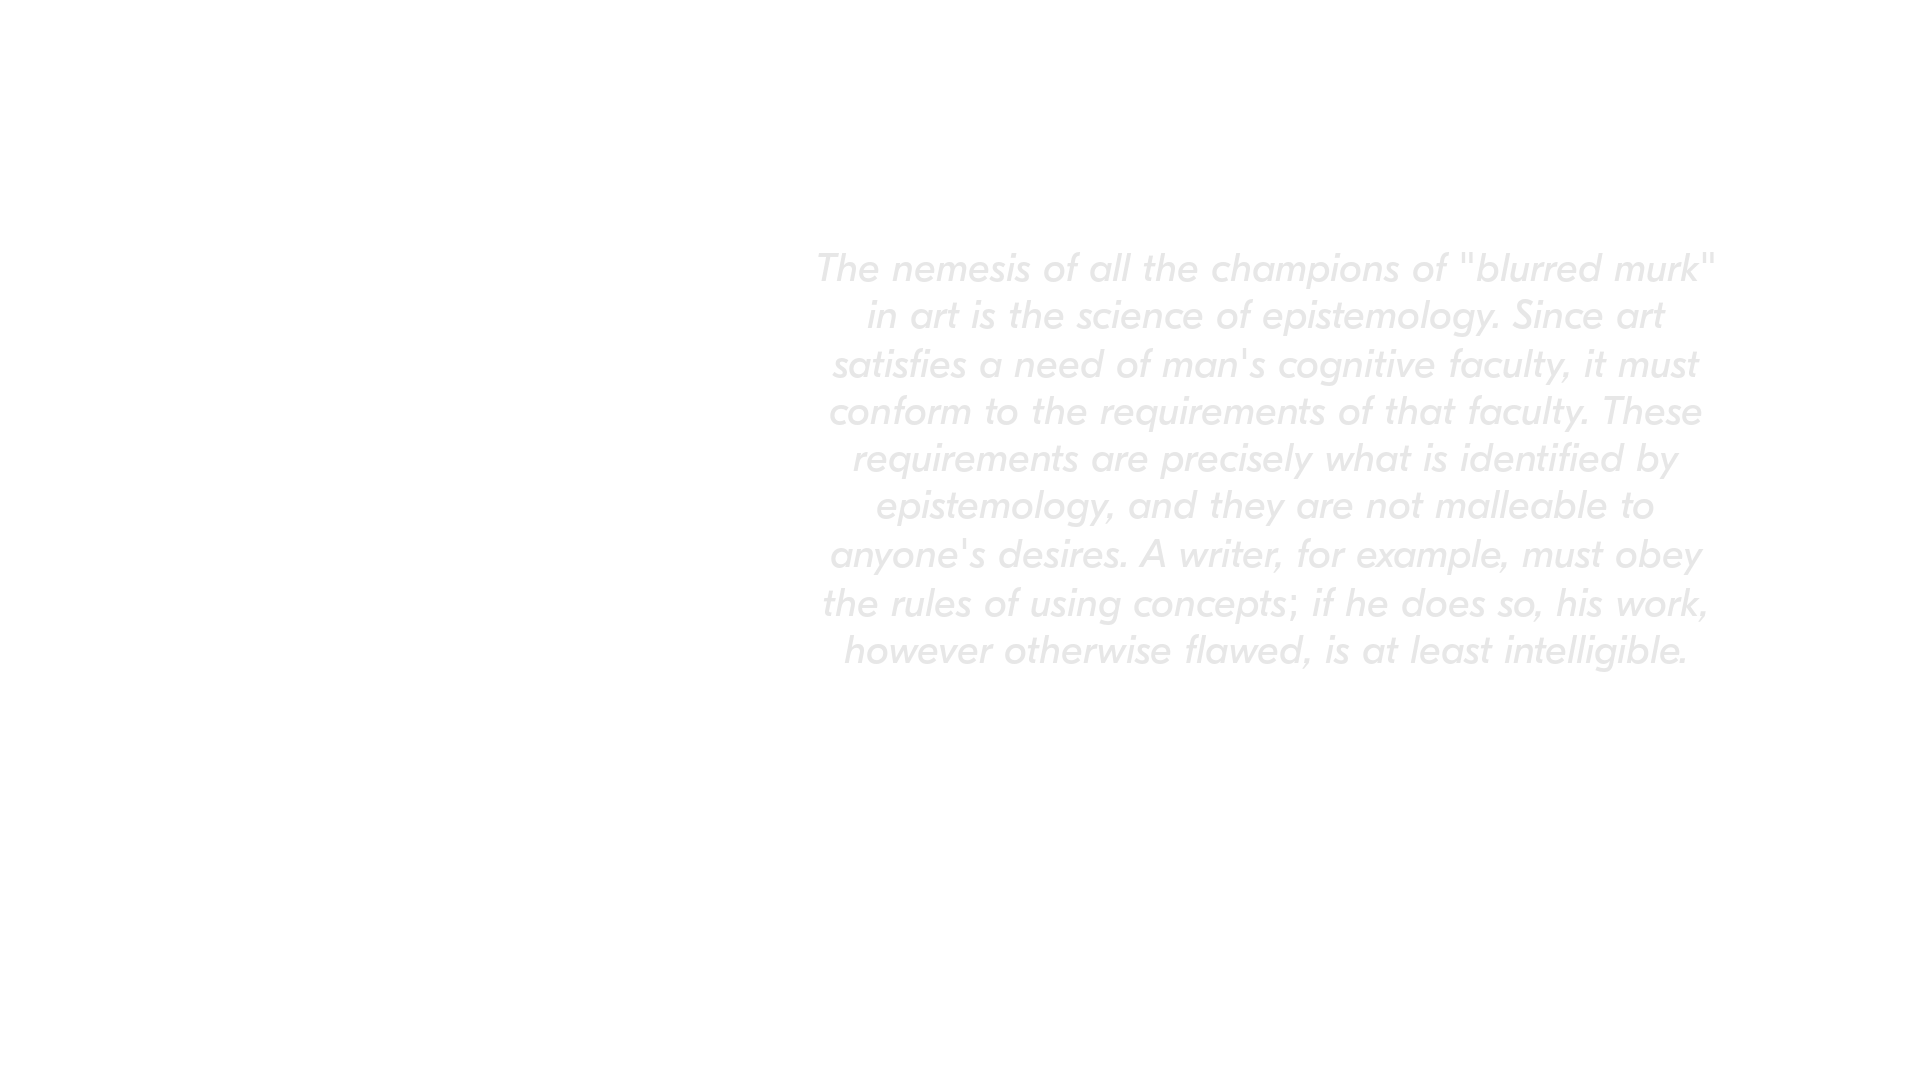 The nemesis of all the champions of "blurred murk"
in art is the science of epistemology. Since art
satisfies a need of man's cognitive faculty, it must
conform to the requirements of that faculty. These
requirements are precisely what is identified by
epistemology, and they are not malleable to
anyone's desires. A writer, for example, must obey
the rules of using concepts; if he does so, his work,
however otherwise flawed, is at least intelligible.